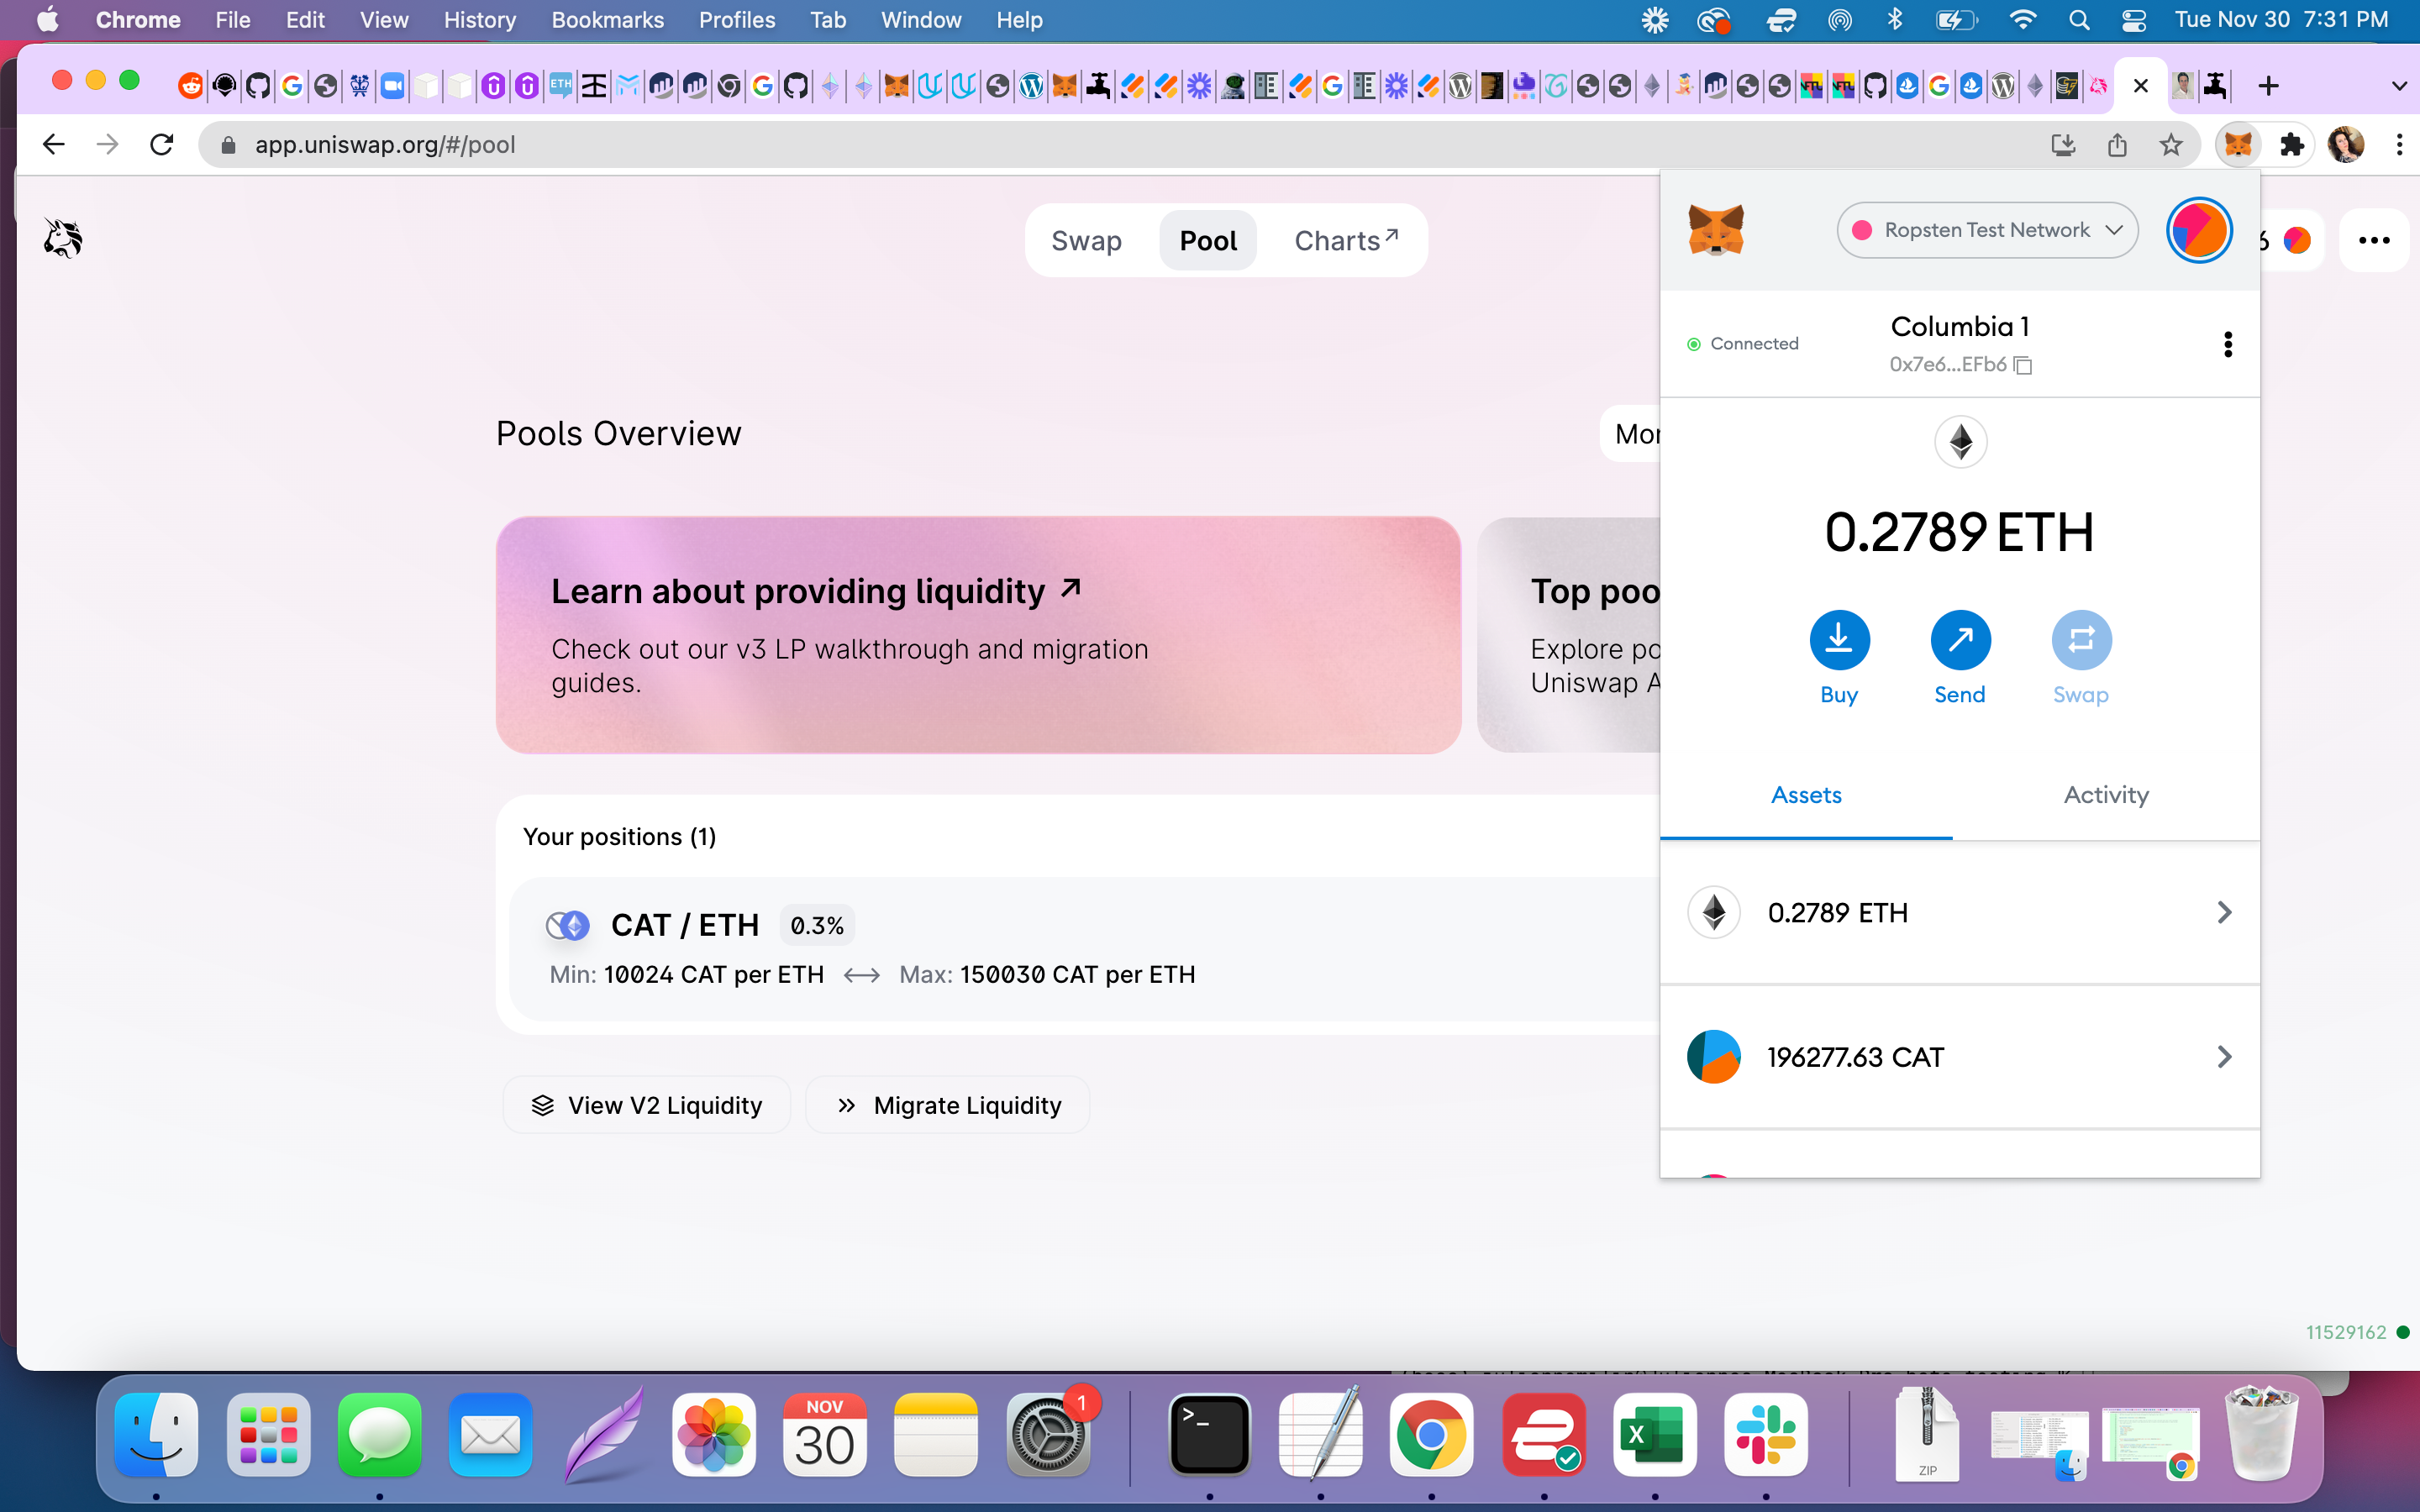 Chrome File Edit View History Bookmarks Profiles Tab Window Help Tue Nov 30 7:31 PM
app.uniswap.org/#/pool
Swap Pool Charts↗
6
Pools Overview
Mor
Learn about providing liquidity ↗
Check out our v3 LP walkthrough and migration
guides.
Top poo
Explore po
Uniswap A
Your positions (1)
CAT / ETH 0.3%
Min: 10024 CAT per ETH ⟷ Max: 150030 CAT per ETH
View V2 Liquidity
Migrate Liquidity
Ropsten Test Network
Connected
Columbia 1
0x7e6...EFb6
0.2789 ETH
Buy Send Swap
Assets Activity
0.2789 ETH
196277.63 CAT
11529162
NOV
30
1
ZIP